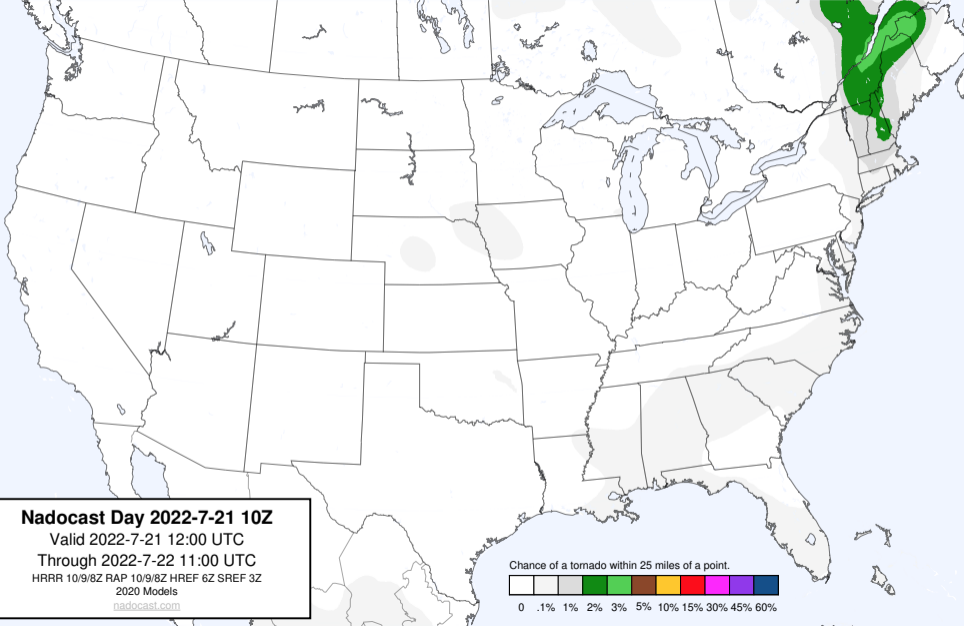 Nadocast Day 2022-7-21 10Z
Valid 2022-7-21 12:00 UTC
Through 2022-7-22 11:00 UTC
HRRR 10/9/8Z RAP 10/9/8Z HREF 6Z SREF 3Z
2020 Models
nadocast.com
Chance of a tornado within 25 miles of a point.
0 .1% 1% 2% 3% 5% 10% 15% 30% 45% 60%